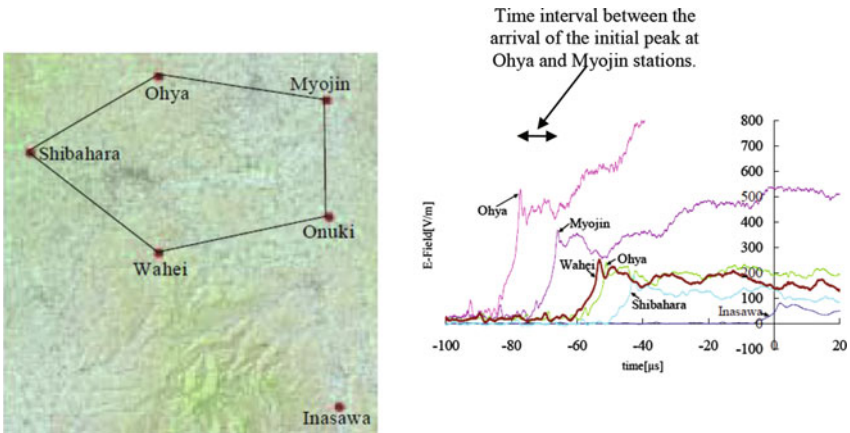 Time interval between the
arrival of the initial peak at
Ohya and Myojin stations.
Ohya
Myojin
Shibahara
Onuki
Wahei
Inasawa
800
700
600
500
400
300
200
100
0
-100
E-Field[V/m]
Ohya
Myojin
Wahei
Ohya
Shibahara
Inasawa
-100
-80
-60
-40
-20
0
20
time[µs]